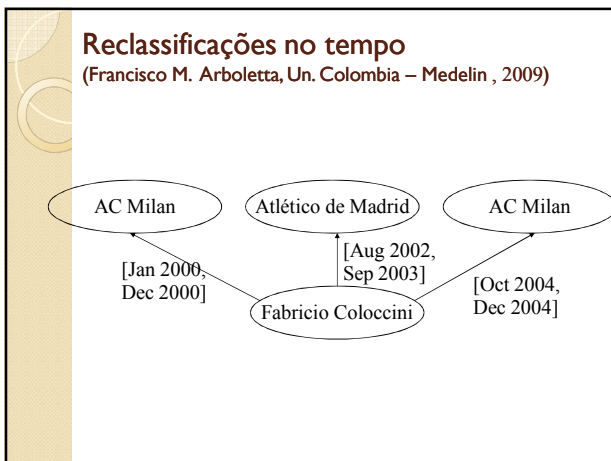 Reclassificações no tempo
(Francisco M. Arboletta, Un. Colombia – Medelin , 2009)
AC Milan
Atlético de Madrid
AC Milan
[Jan 2000,
Dec 2000]
[Aug 2002,
Sep 2003]
[Oct 2004,
Dec 2004]
Fabricio Coloccini